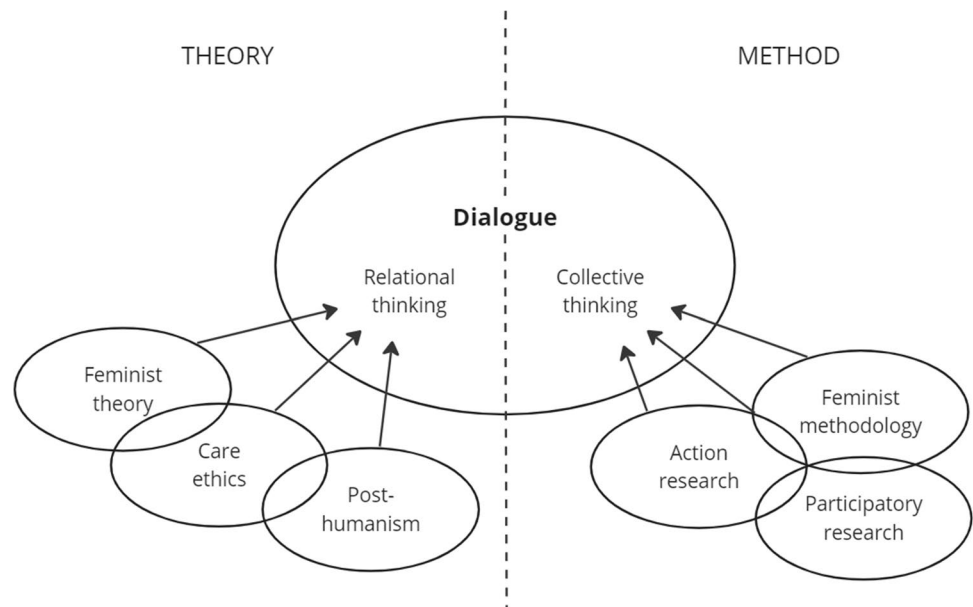 THEORY
METHOD
Dialogue
Relational
thinking
Collective
thinking
Feminist
theory
Care
ethics
Post-
humanism
Feminist
methodology
Action
research
Participatory
research